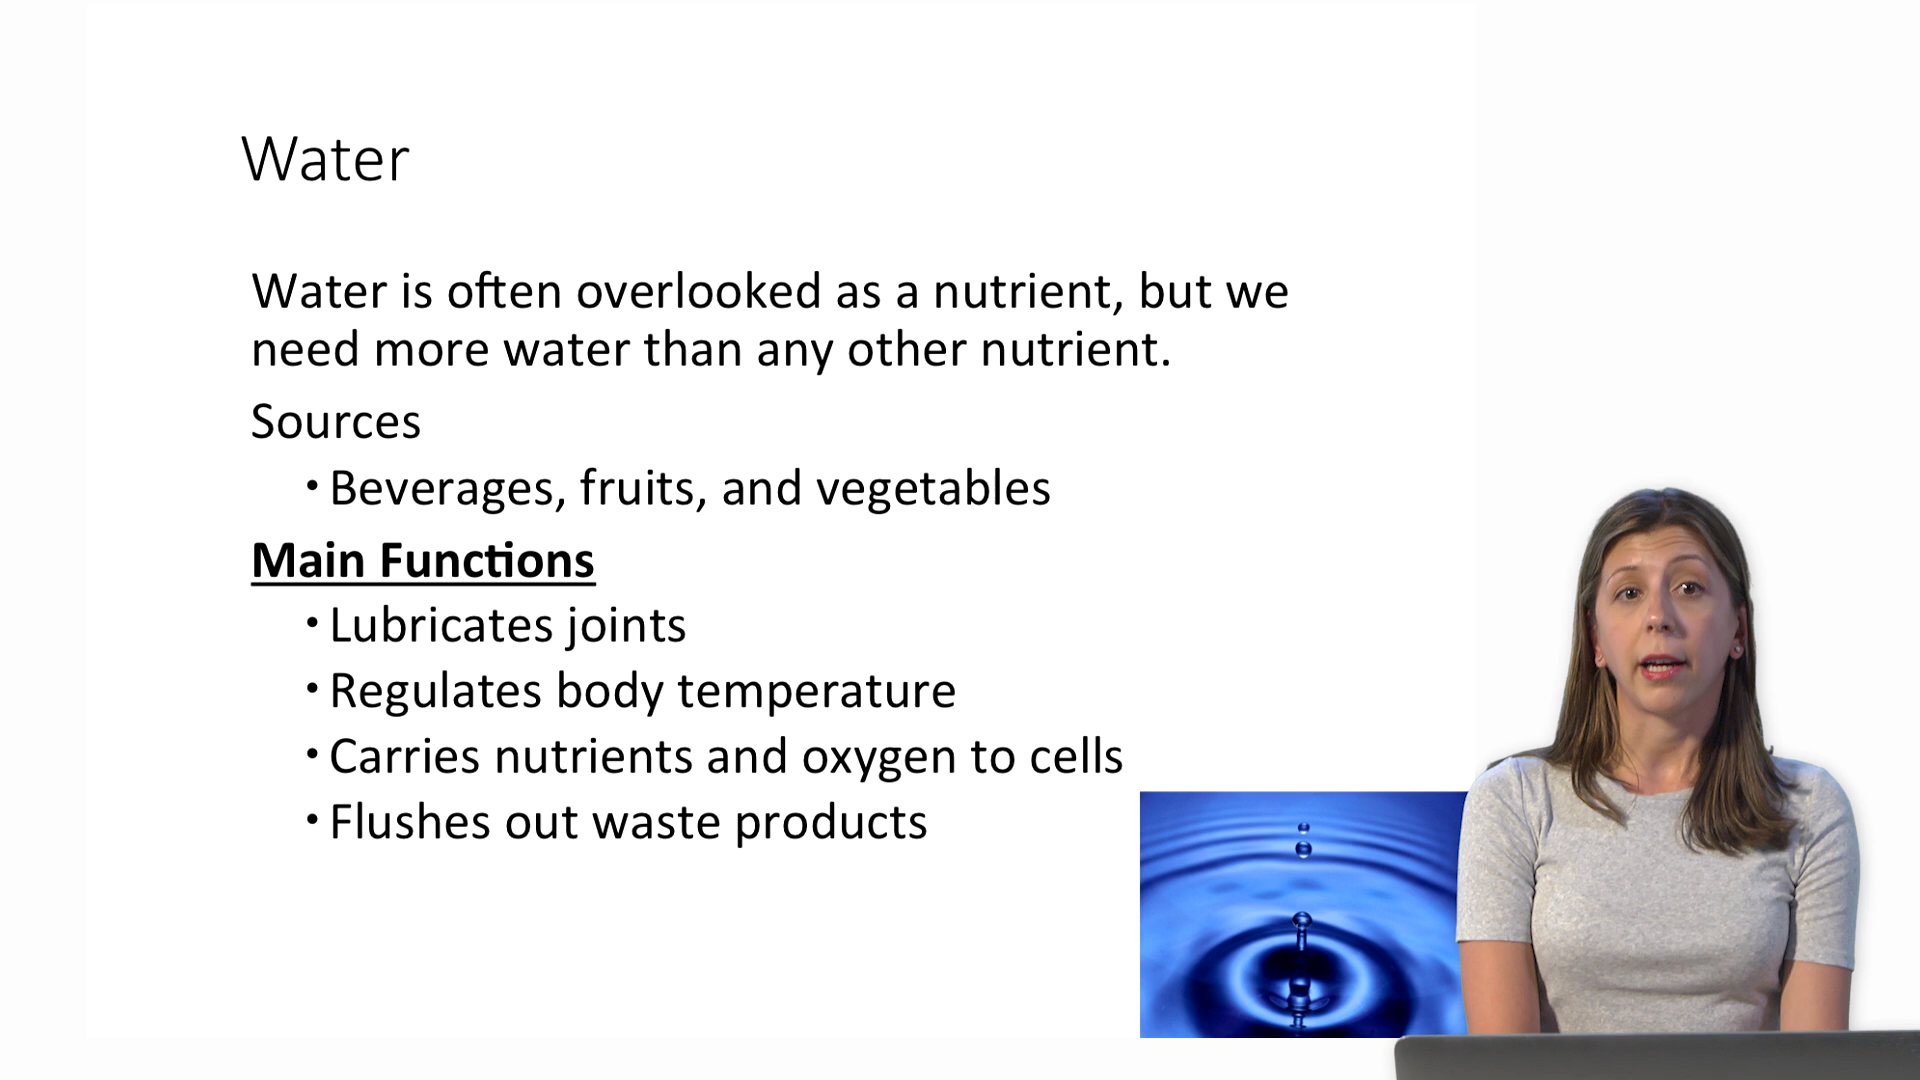 Water
Water is often overlooked as a nutrient, but we
need more water than any other nutrient.
Sources
• Beverages, fruits, and vegetables
Main Functions
• Lubricates joints
• Regulates body temperature
• Carries nutrients and oxygen to cells
• Flushes out waste products